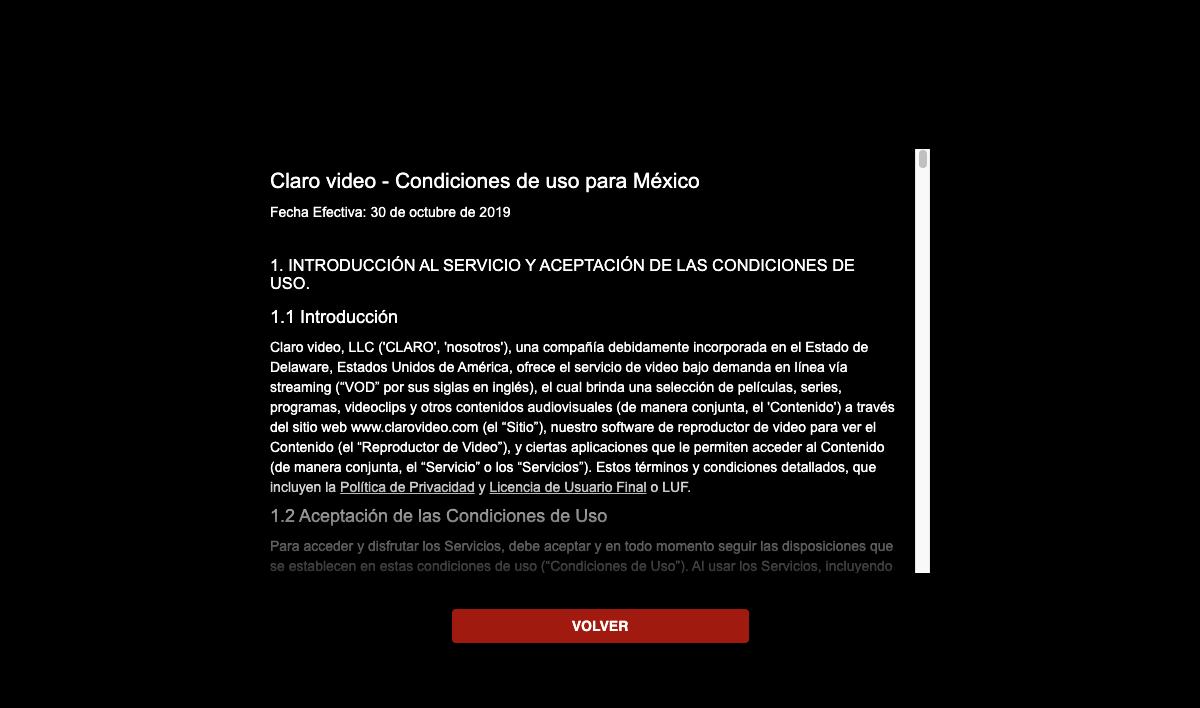 Claro video - Condiciones de uso para México
Fecha Efectiva: 30 de octubre de 2019
1. INTRODUCCIÓN AL SERVICIO Y ACEPTACIÓN DE LAS CONDICIONES DE
USO.
1.1 Introducción
Claro video, LLC ('CLARO', 'nosotros'), una compañía debidamente incorporada en el Estado de
Delaware, Estados Unidos de América, ofrece el servicio de video bajo demanda en línea vía
streaming (“VOD” por sus siglas en inglés), el cual brinda una selección de películas, series,
programas, videoclips y otros contenidos audiovisuales (de manera conjunta, el 'Contenido') a través
del sitio web www.clarovideo.com (el “Sitio”), nuestro software de reproductor de video para ver el
Contenido (el “Reproductor de Video”), y ciertas aplicaciones que le permiten acceder al Contenido
(de manera conjunta, el “Servicio” o los “Servicios”). Estos términos y condiciones detallados, que
incluyen la Política de Privacidad y Licencia de Usuario Final o LUF.
1.2 Aceptación de las Condiciones de Uso
Para acceder y disfrutar los Servicios, debe aceptar y en todo momento seguir las disposiciones que
se establecen en estas condiciones de uso (“Condiciones de Uso”). Al usar los Servicios, incluyendo
VOLVER